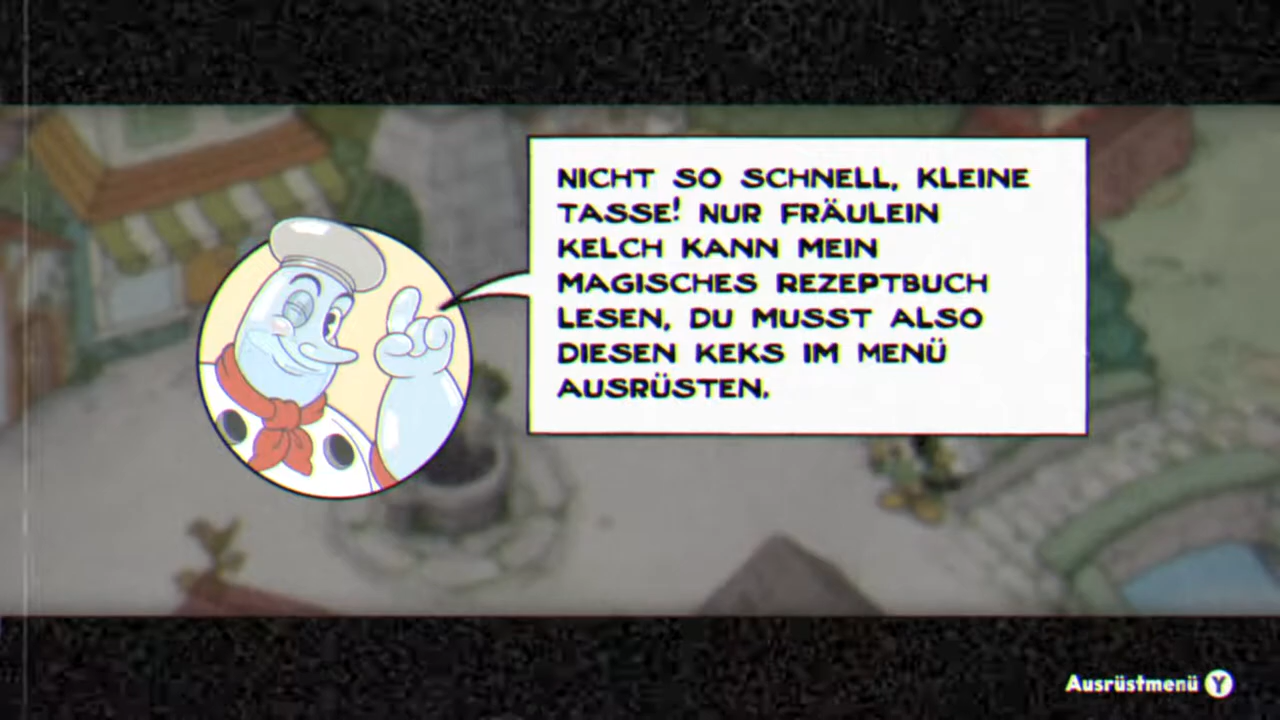 NICHT SO SCHNELL, KLEINE
TASSE! NUR FRÄULEIN
KELCH KANN MEIN
MAGISCHES REZEPTBUCH
LESEN, DU MUSST ALSO
DIESEN KEKS IM MENÜ
AUSRÜSTEN.
Ausrüstmenü Y